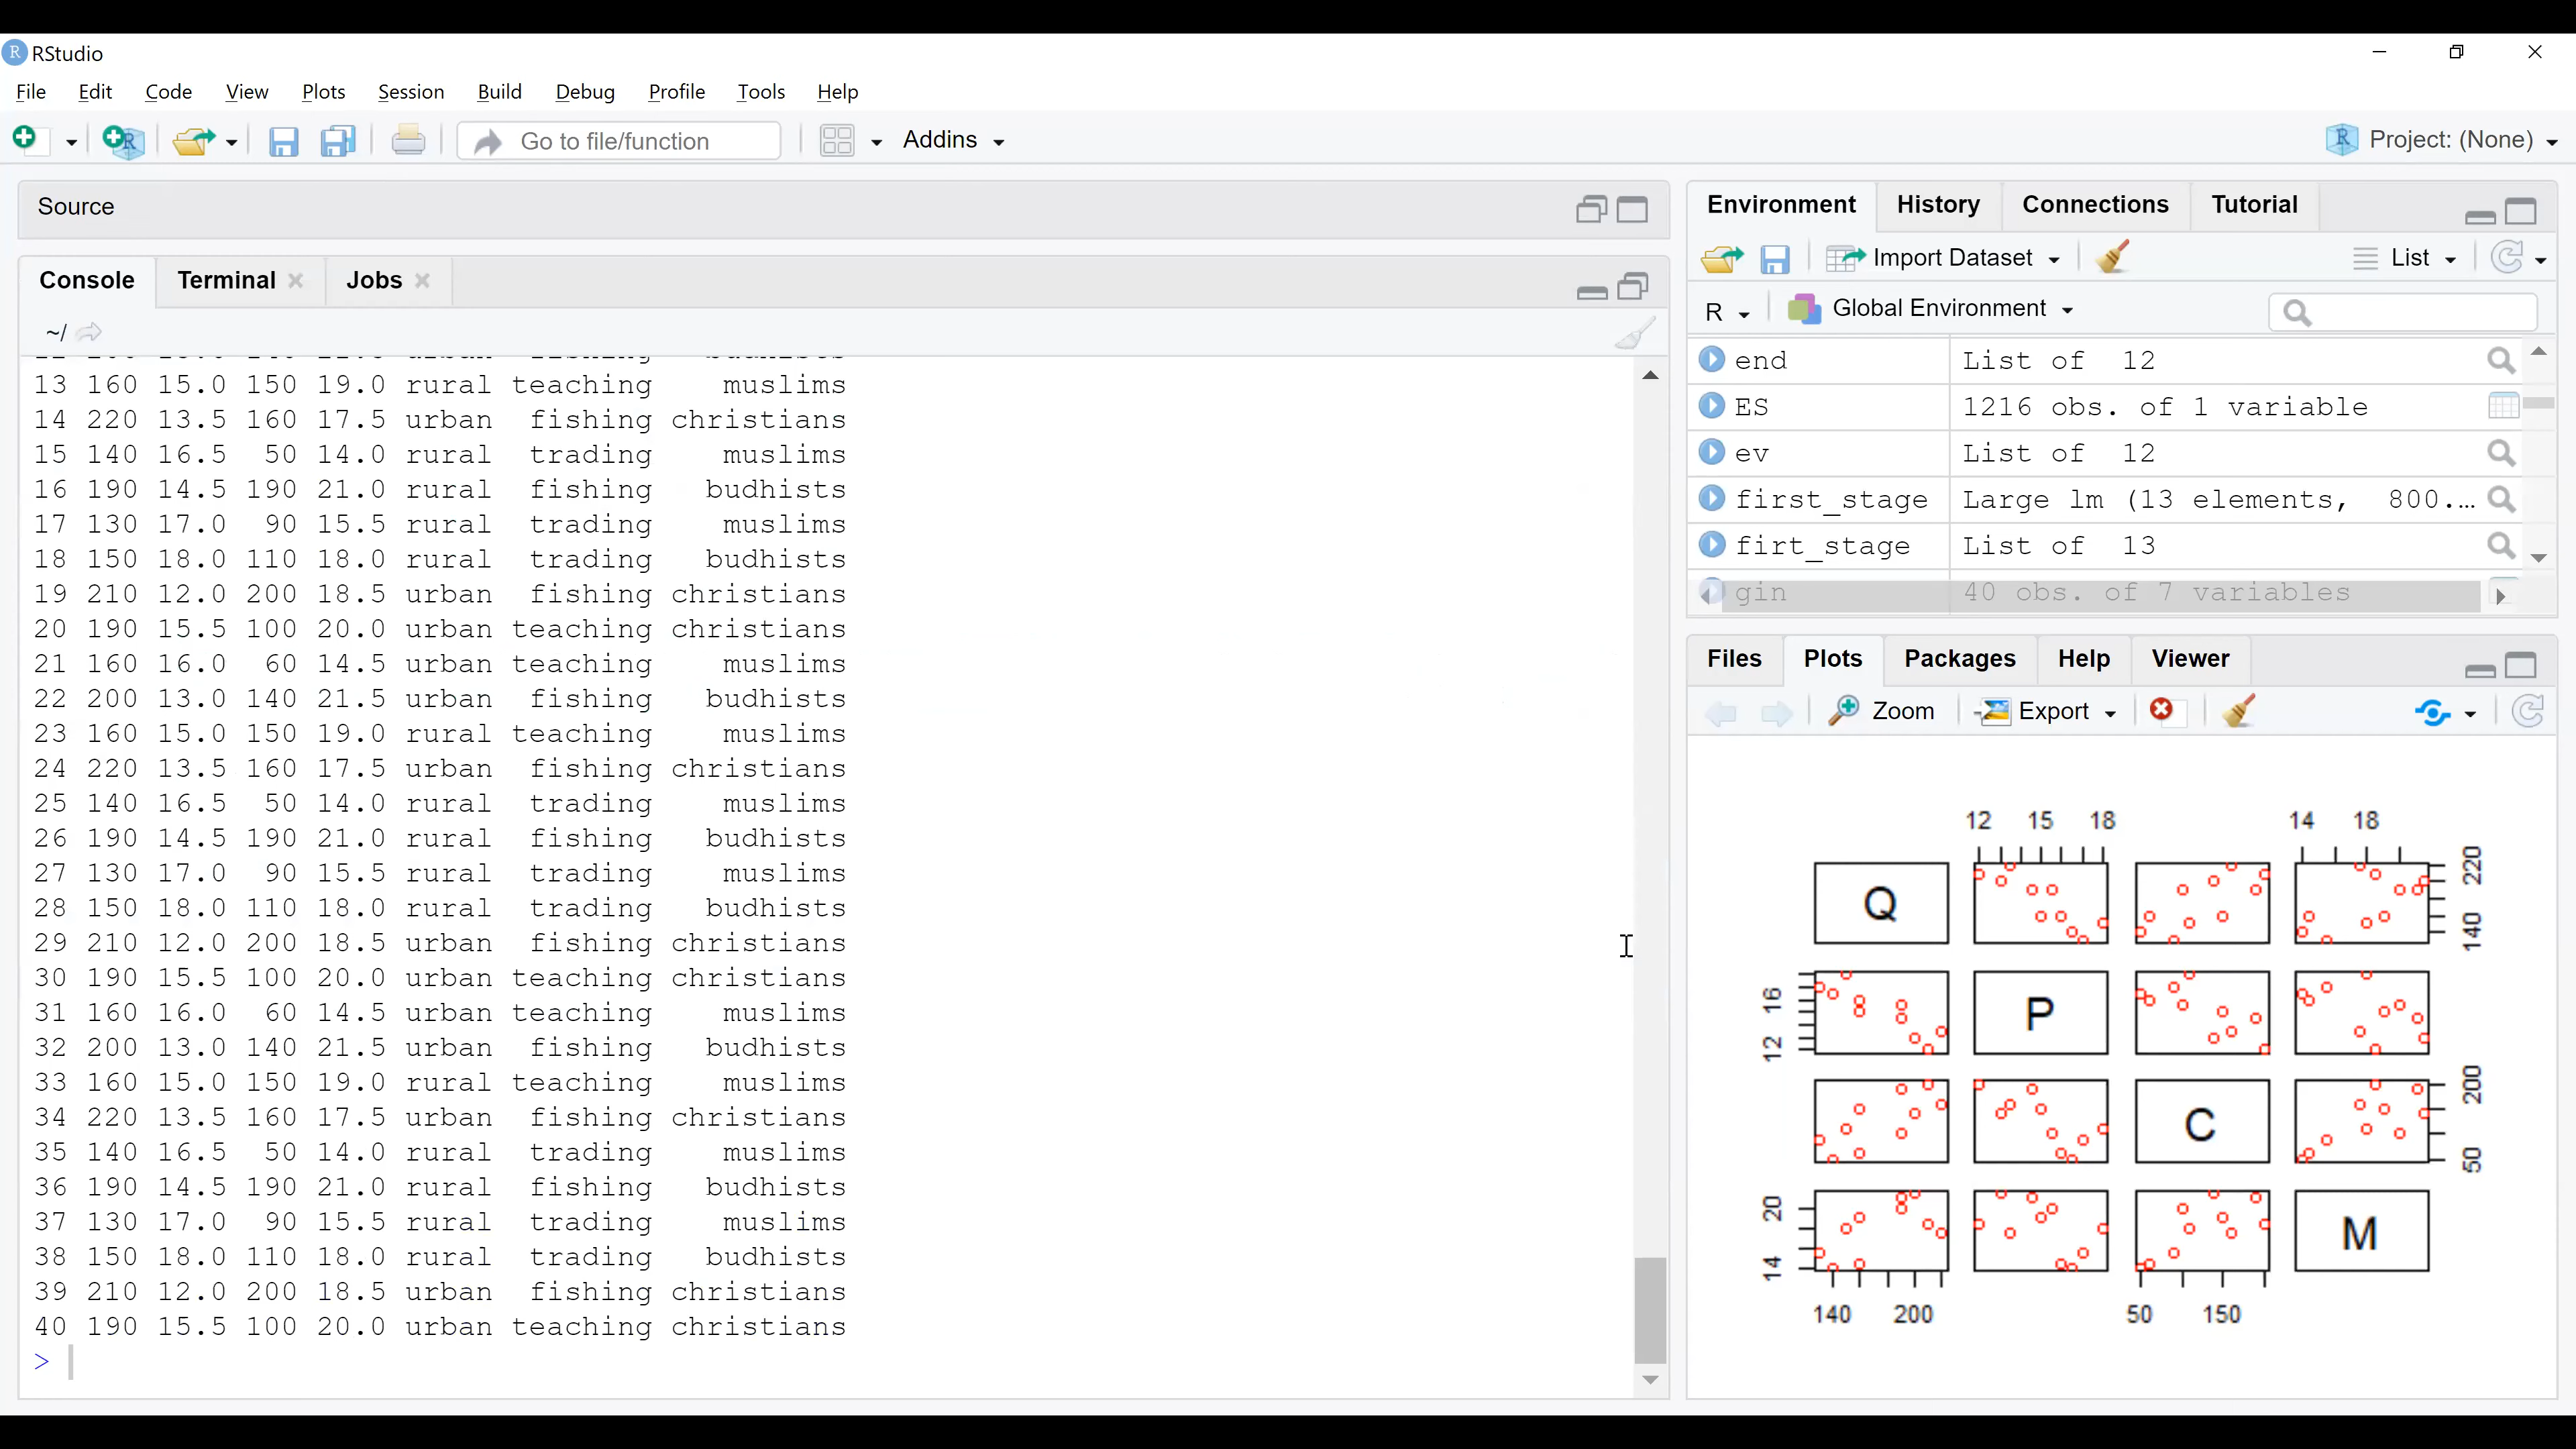 RStudio
File Edit Code View Plots Session Build Debug Profile Tools Help
Go to file/function Addins Project: (None)
Source
Console Terminal Jobs
~/
13 160 15.0 150 19.0 rural teaching muslims
14 220 13.5 160 17.5 urban fishing christians
15 140 16.5 50 14.0 rural trading muslims
16 190 14.5 190 21.0 rural fishing budhists
17 130 17.0 90 15.5 rural trading muslims
18 150 18.0 110 18.0 rural trading budhists
19 210 12.0 200 18.5 urban fishing christians
20 190 15.5 100 20.0 urban teaching christians
21 160 16.0 60 14.5 urban teaching muslims
22 200 13.0 140 21.5 urban fishing budhists
23 160 15.0 150 19.0 rural teaching muslims
24 220 13.5 160 17.5 urban fishing christians
25 140 16.5 50 14.0 rural trading muslims
26 190 14.5 190 21.0 rural fishing budhists
27 130 17.0 90 15.5 rural trading muslims
28 150 18.0 110 18.0 rural trading budhists
29 210 12.0 200 18.5 urban fishing christians
30 190 15.5 100 20.0 urban teaching christians
31 160 16.0 60 14.5 urban teaching muslims
32 200 13.0 140 21.5 urban fishing budhists
33 160 15.0 150 19.0 rural teaching muslims
34 220 13.5 160 17.5 urban fishing christians
35 140 16.5 50 14.0 rural trading muslims
36 190 14.5 190 21.0 rural fishing budhists
37 130 17.0 90 15.5 rural trading muslims
38 150 18.0 110 18.0 rural trading budhists
39 210 12.0 200 18.5 urban fishing christians
40 190 15.5 100 20.0 urban teaching christians
>
Environment History Connections Tutorial
Import Dataset List
R Global Environment
end List of 12
ES 1216 obs. of 1 variable
ev List of 12
first_stage Large lm (13 elements, 800....
firt_stage List of 13
gin 40 obs. of 7 variables
Files Plots Packages Help Viewer
Zoom Export
12 15 18 14 18
Q 140 220
12 16 P
C 50 200
14 20 M
140 200 50 150